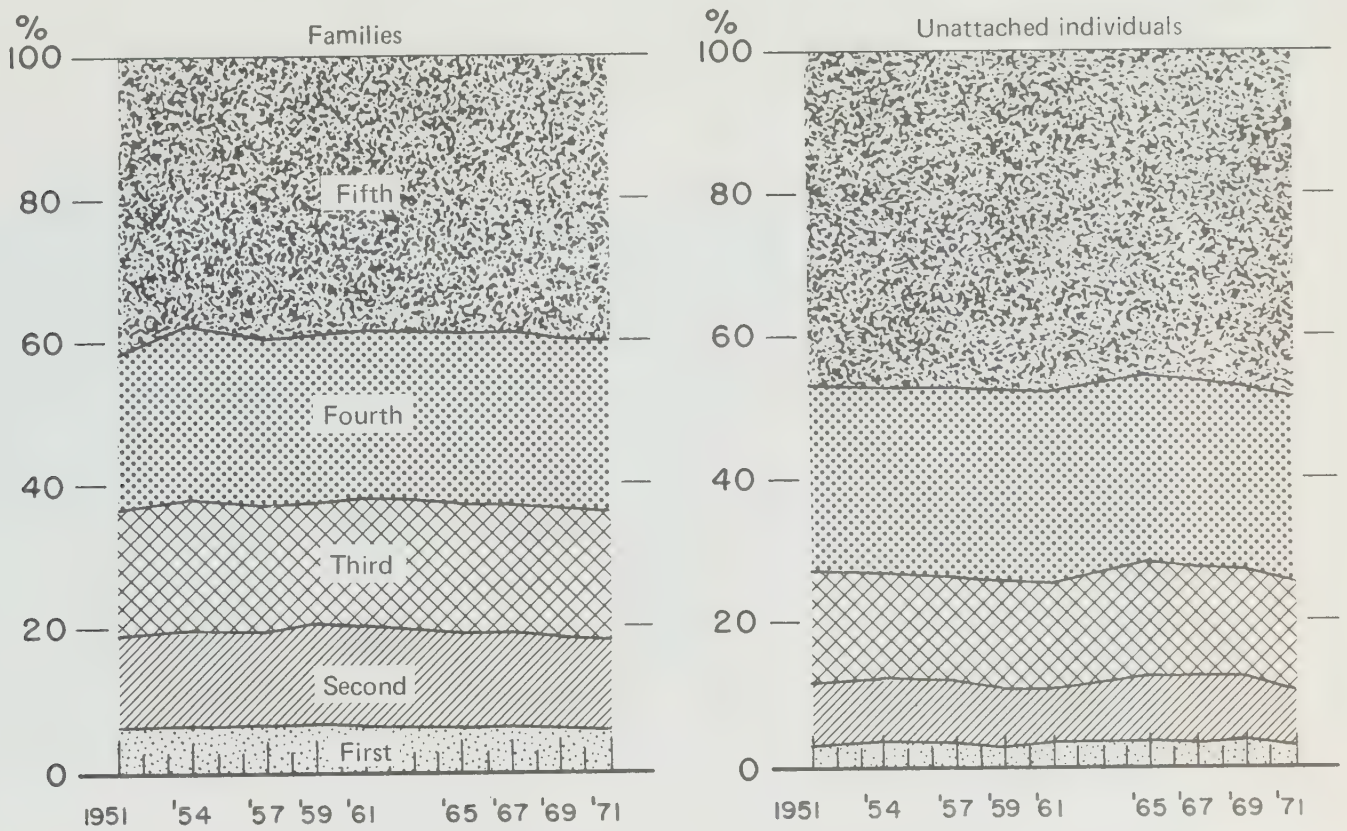 %
Families
100
80
60
40
20
0
Fifth
Fourth
Third
Second
First
1951 '54 '57 '59 '61 '65 '67 '69 '71
%
Unattached individuals
100
80
60
40
20
0
1951 '54 '57 '59 '61 '65 '67 '69 '71